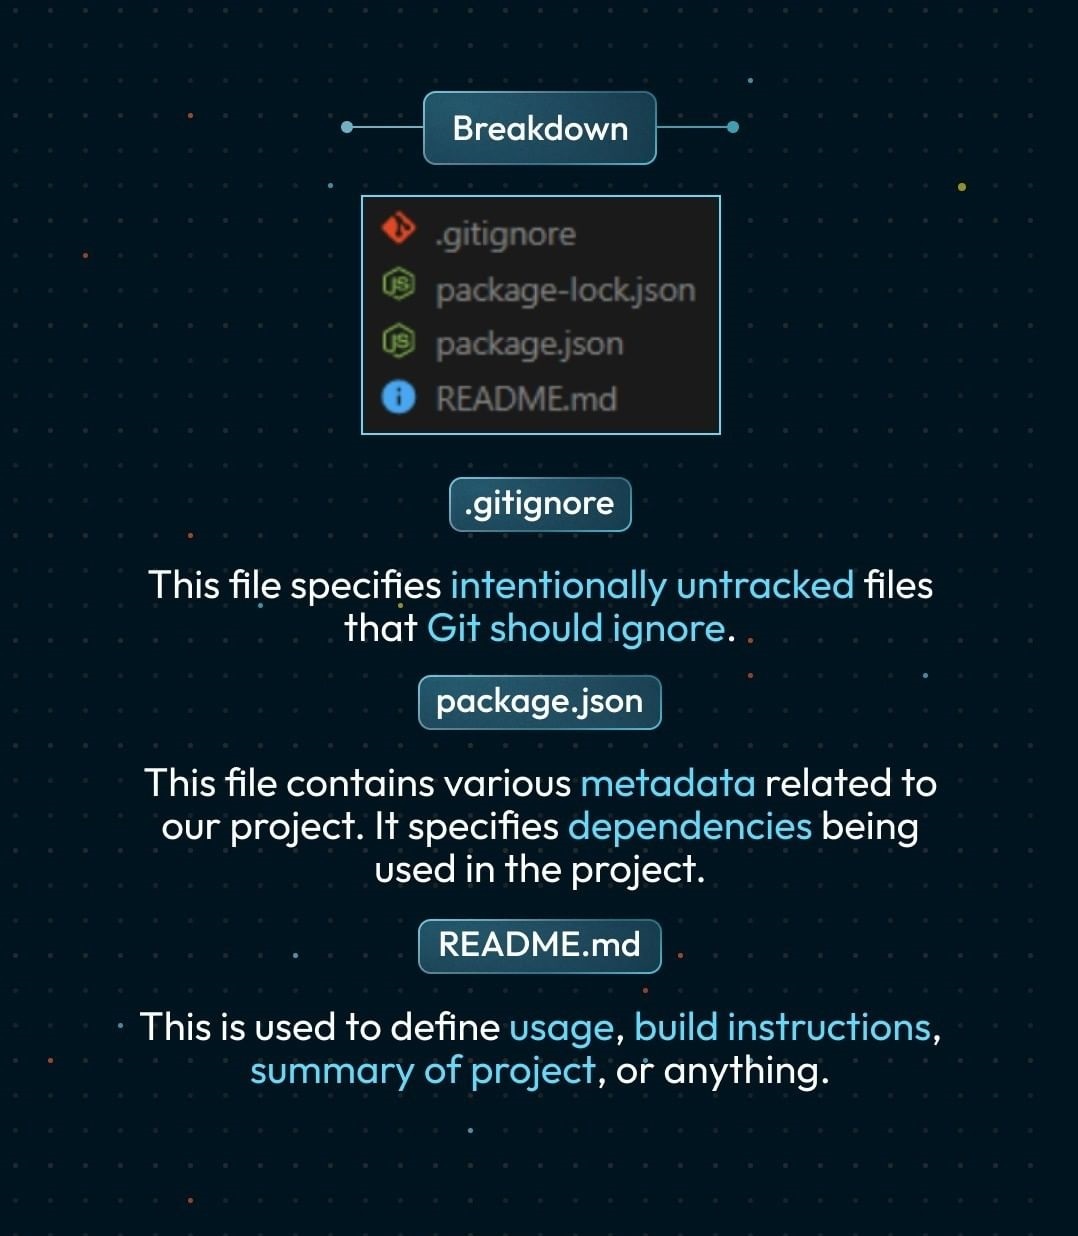 Breakdown
.gitignore
package-lock.json
package.json
README.md
.gitignore
This file specifies intentionally untracked files
that Git should ignore.
package.json
This file contains various metadata related to
our project. It specifies dependencies being
used in the project.
README.md
This is used to define usage, build instructions,
summary of project, or anything.